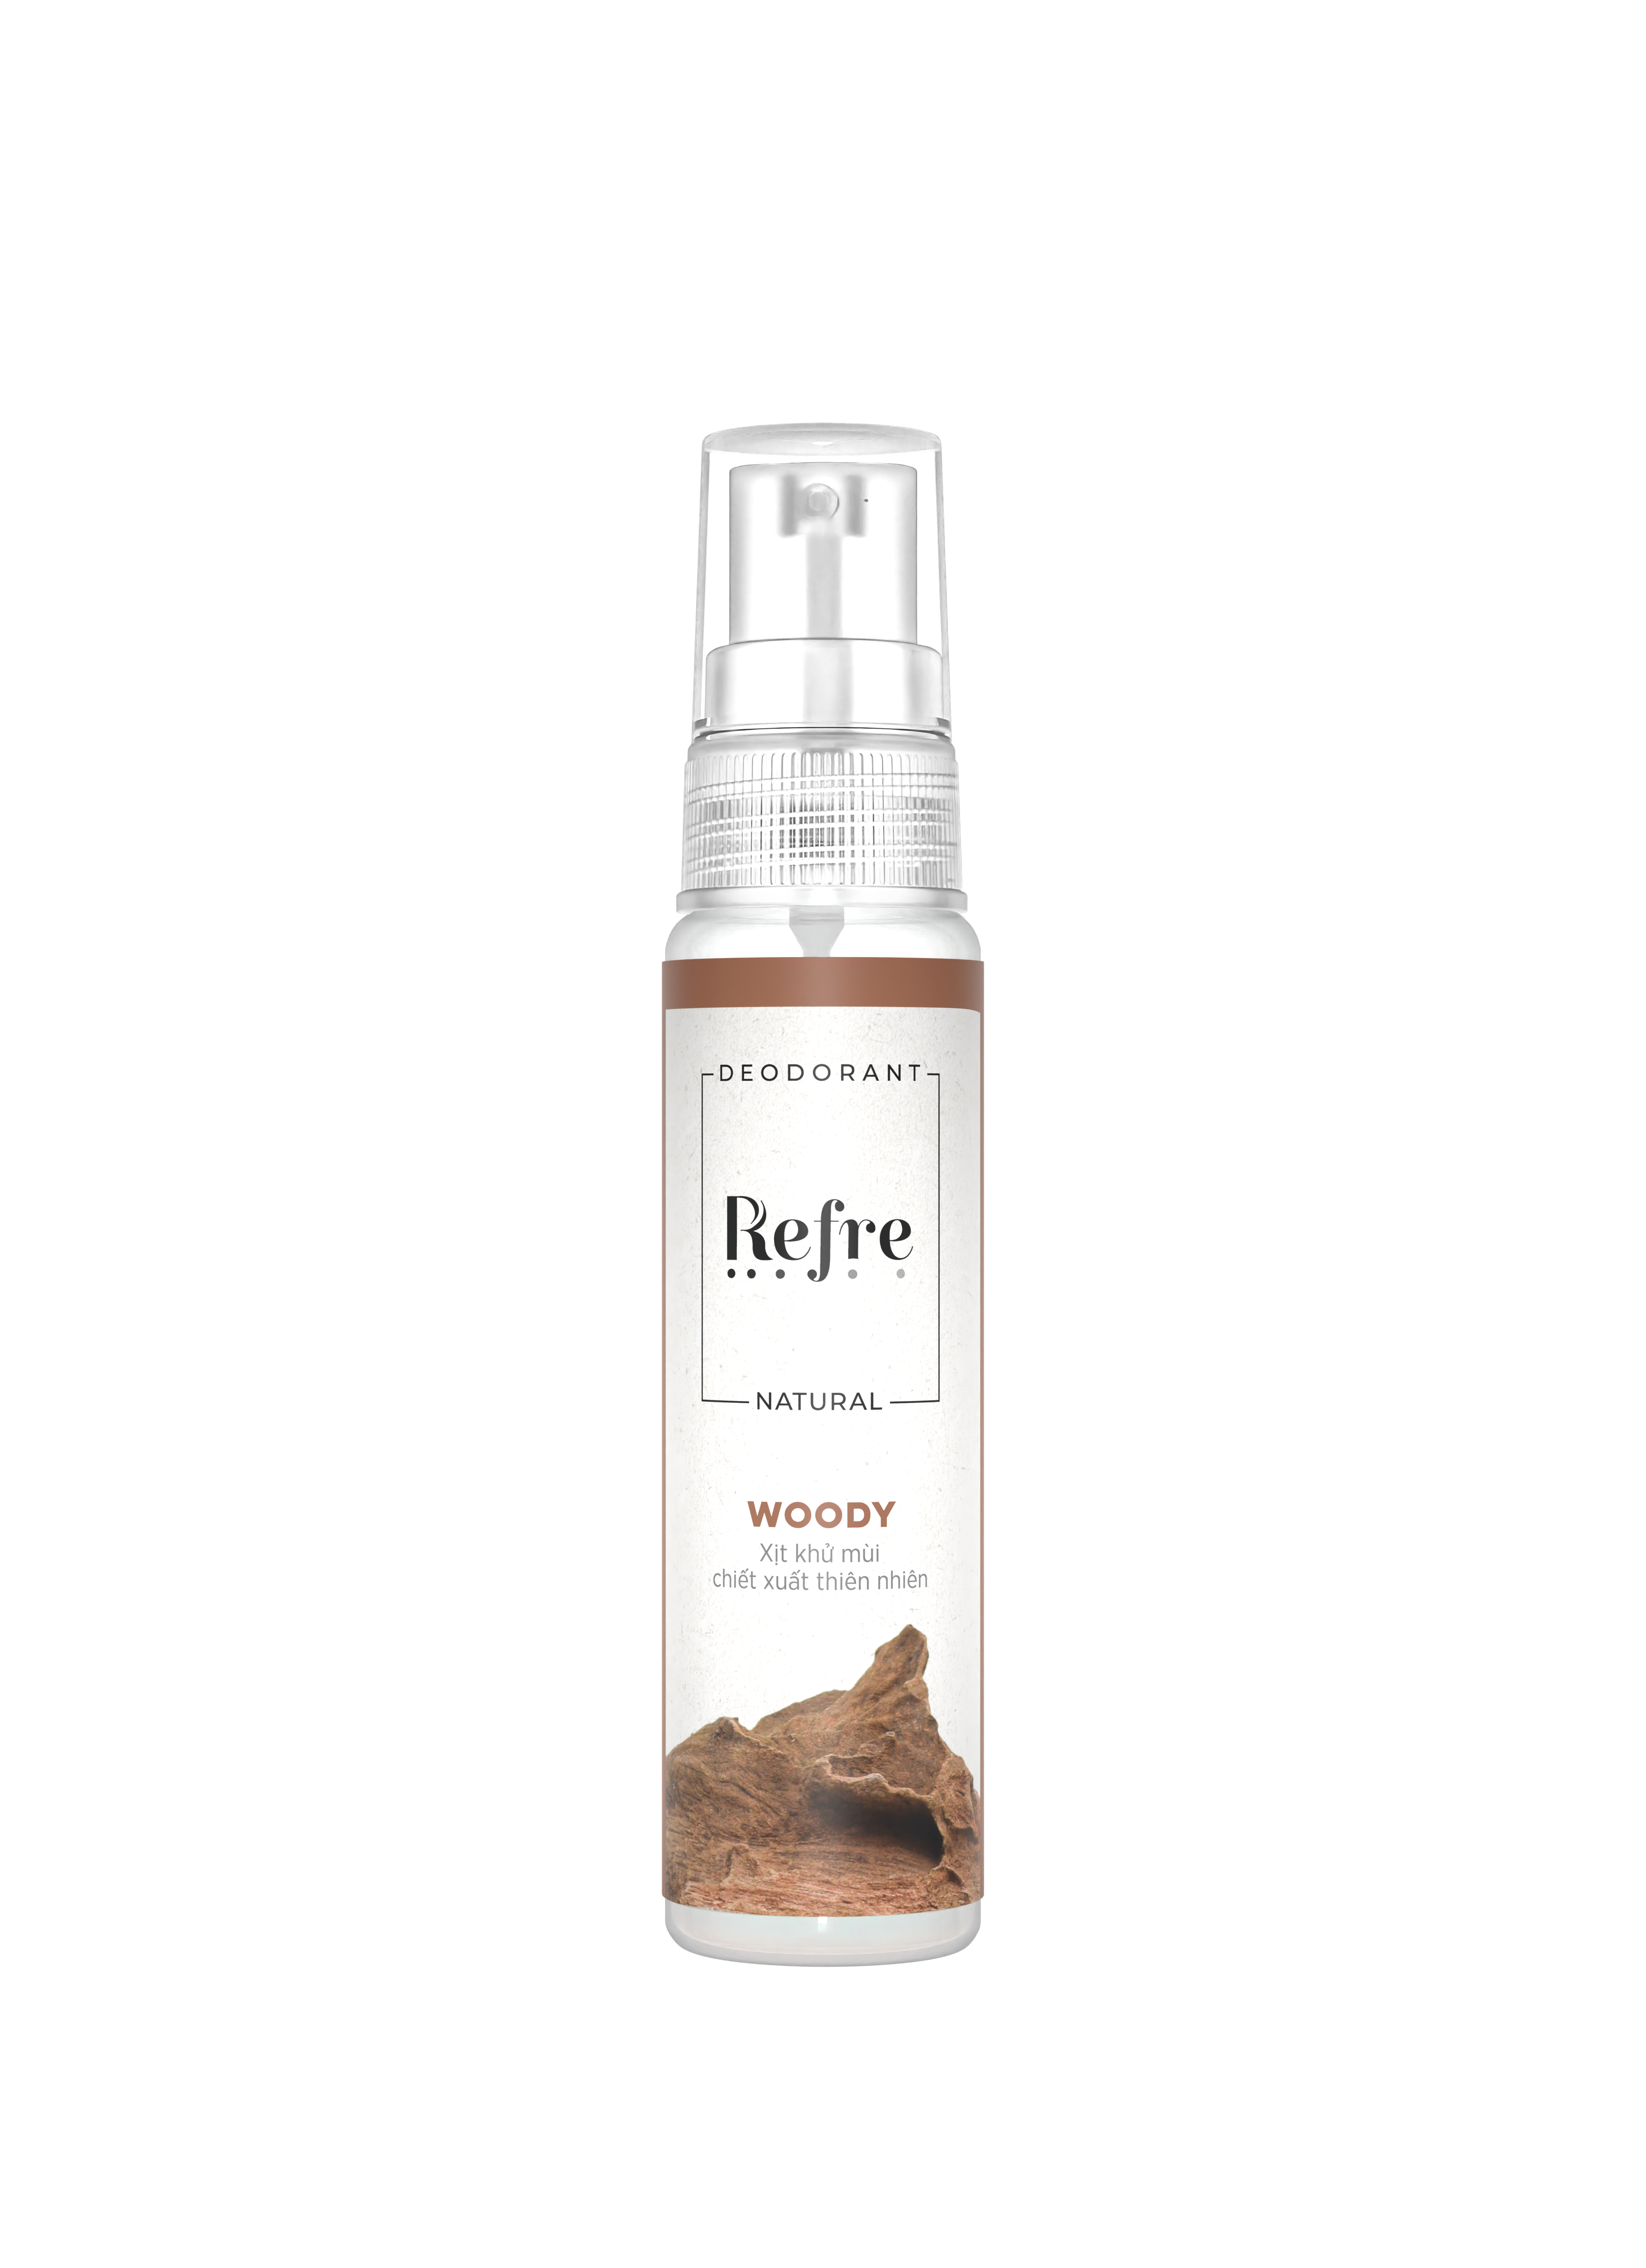 DEODORANT
Refre
NATURAL
WOODY
Xịt khử mùi
chiết xuất thiên nhiên